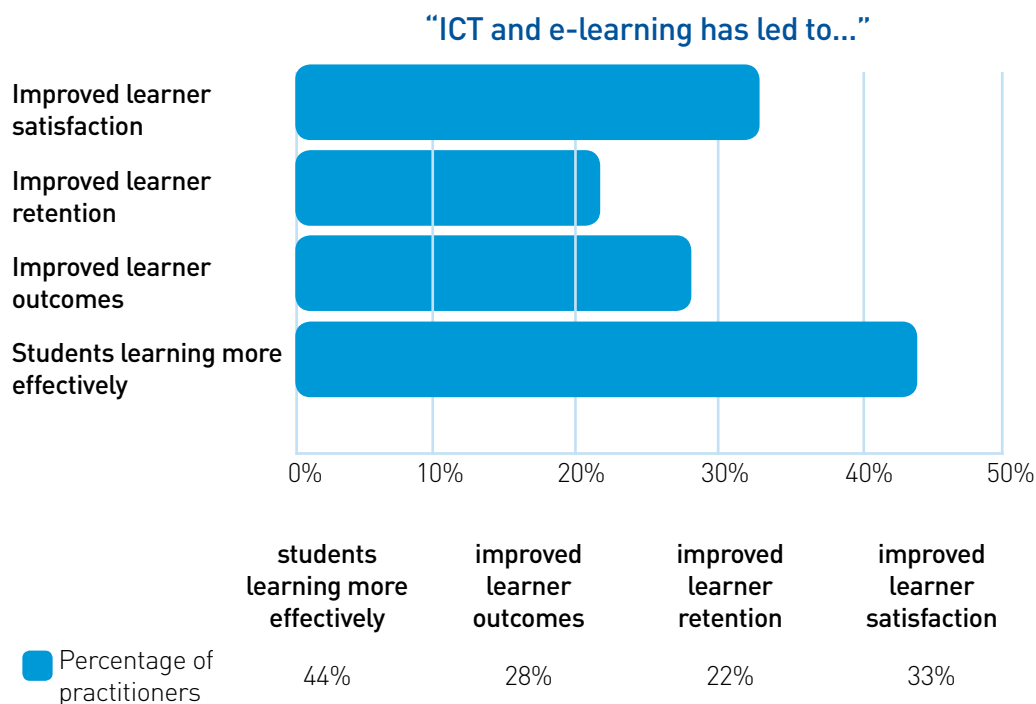 “ICT and e-learning has led to...”
Improved learner
satisfaction
Improved learner
retention
Improved learner
outcomes
Students learning more
effectively
0% 10% 20% 30% 40% 50%
students improved improved improved
learning more learner learner learner
effectively outcomes retention satisfaction
Percentage of
practitioners
44% 28% 22% 33%